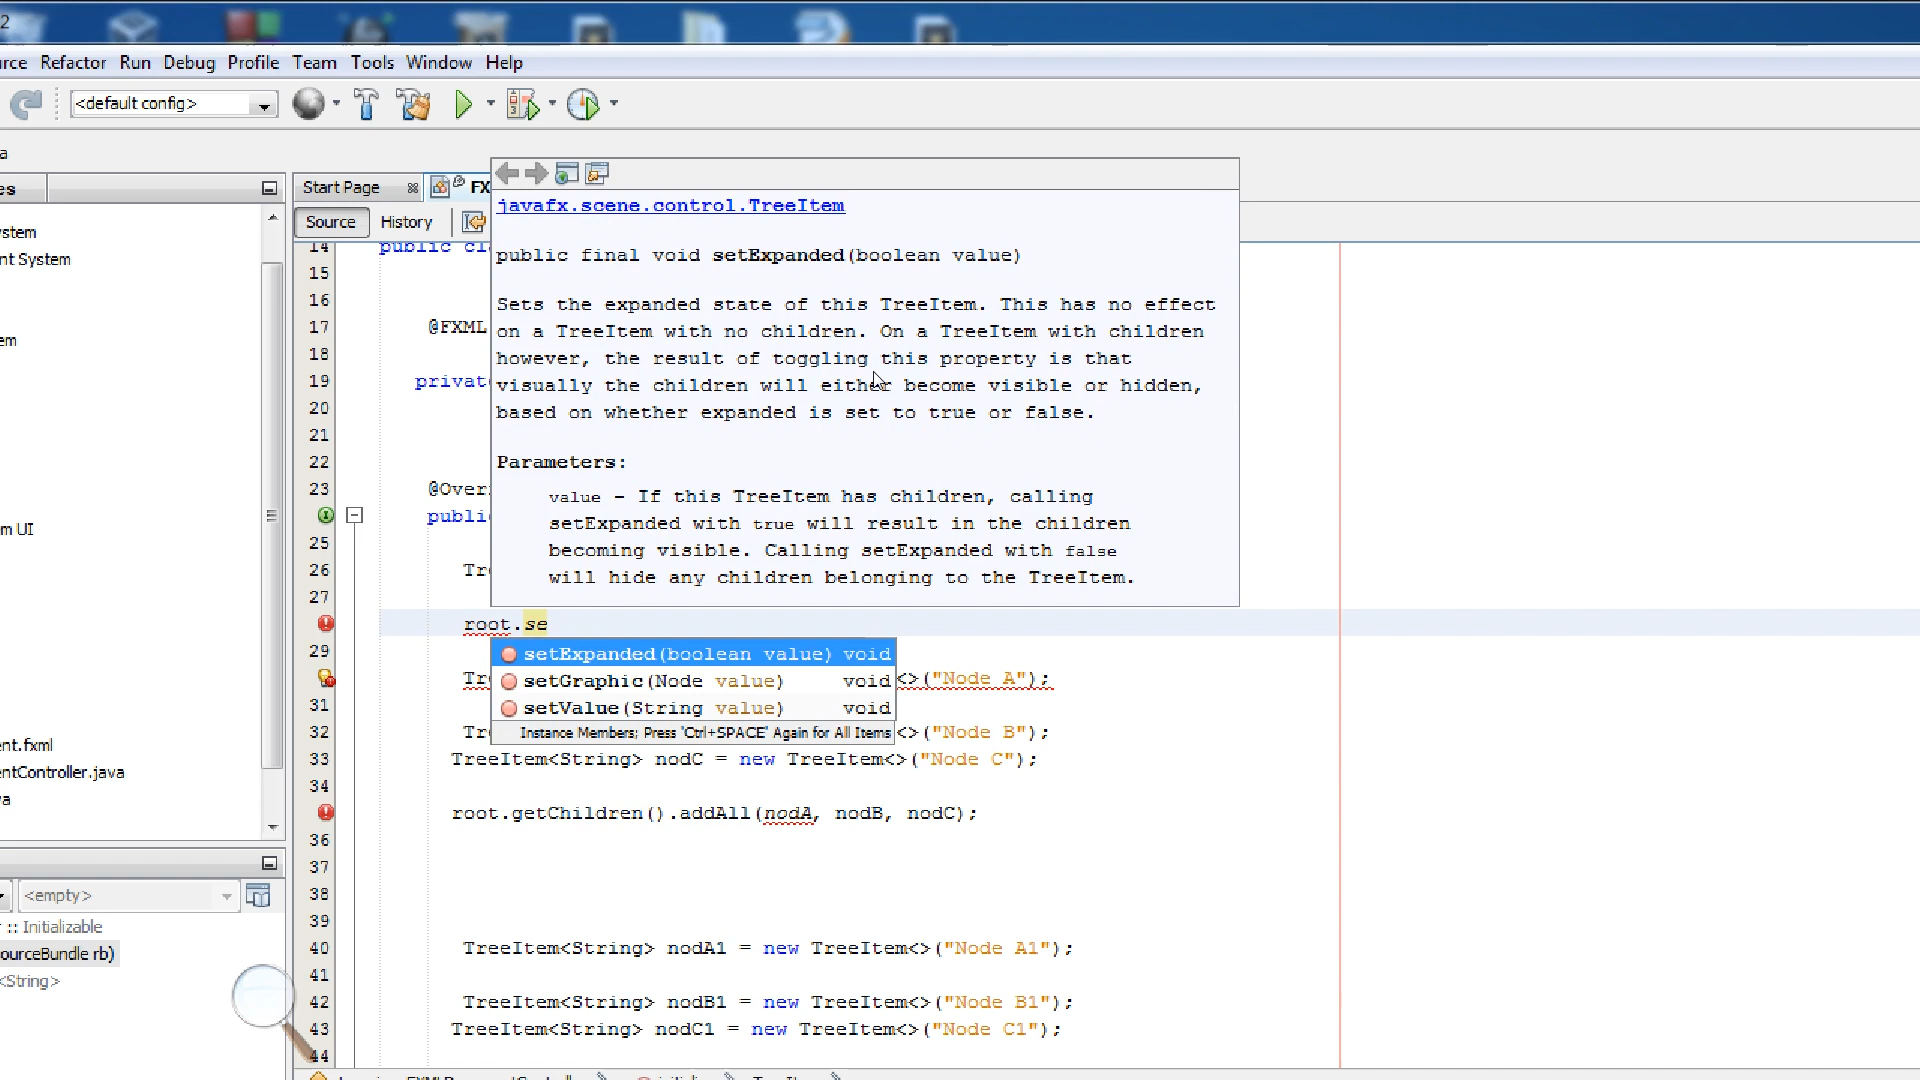 2
rce Refactor Run Debug Profile Team Tools Window Help
<default config>
a
es
Start Page FX
Source History
stem
nt System
em
m UI
ent.fxml
entController.java
va
<empty>
r :: Initializable
ourceBundle rb)
<String>
javafx.scene.control.TreeItem
public final void setExpanded(boolean value)
Sets the expanded state of this TreeItem. This has no effect
on a TreeItem with no children. On a TreeItem with children
however, the result of toggling this property is that
visually the children will either become visible or hidden,
based on whether expanded is set to true or false.
Parameters:
value - If this TreeItem has children, calling
setExpanded with true will result in the children
becoming visible. Calling setExpanded with false
will hide any children belonging to the TreeItem.
14 public cl
15
16
17 @FXML
18
19 privat
20
21
22
23 @Over
publi
25
26 Tr
27
root.se
setExpanded(boolean value) void
setGraphic(Node value) void
setValue(String value) void
Instance Members; Press 'Ctrl+SPACE' Again for All Items
29
Tr <>("Node A");
31
32 Tr <>("Node B");
33 TreeItem<String> nodC = new TreeItem<>("Node C");
34
root.getChildren().addAll(nodA, nodB, nodC);
36
37
38
39
40 TreeItem<String> nodA1 = new TreeItem<>("Node A1");
41
42 TreeItem<String> nodB1 = new TreeItem<>("Node B1");
43 TreeItem<String> nodC1 = new TreeItem<>("Node C1");
44